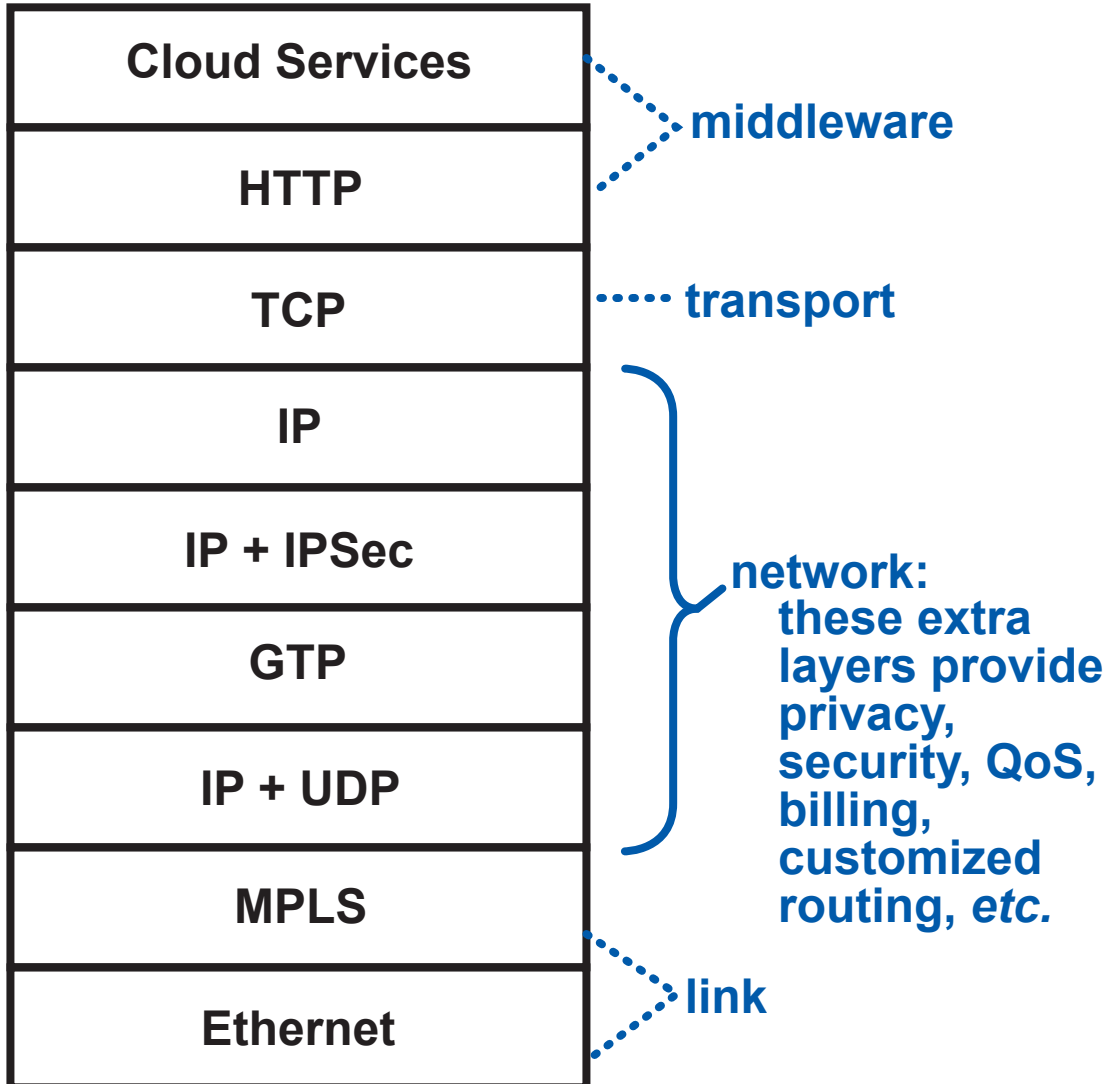 Cloud Services
middleware
HTTP
TCP
transport
IP
IP + IPSec
network:
these extra
layers provide
privacy,
security, QoS,
billing,
customized
routing, etc.
GTP
IP + UDP
MPLS
link
Ethernet